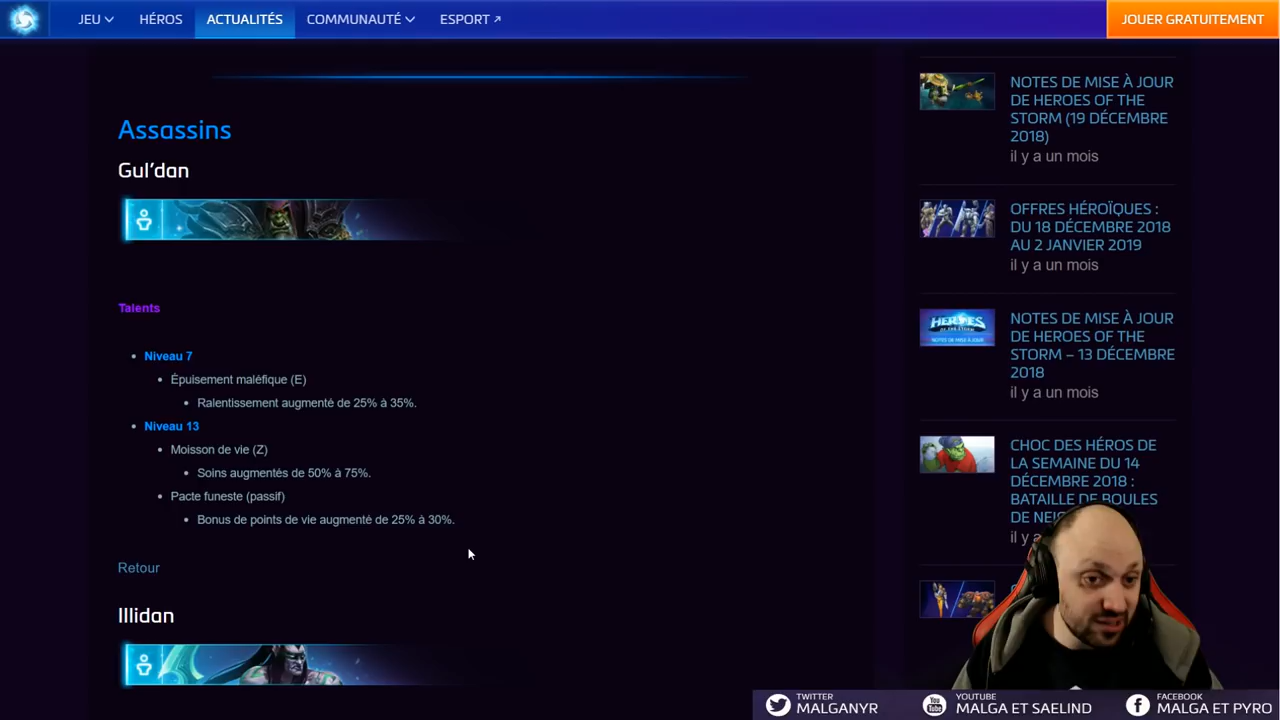 JEU
HÉROS
ACTUALITÉS
COMMUNAUTÉ
ESPORT
JOUER GRATUITEMENT
Assassins
Gul’dan
Talents
Niveau 7
Épuisement maléfique (E)
Ralentissement augmenté de 25% à 35%.
Niveau 13
Moisson de vie (Z)
Soins augmentés de 50% à 75%.
Pacte funeste (passif)
Bonus de points de vie augmenté de 25% à 30%.
Retour
Illidan
NOTES DE MISE À JOUR
DE HEROES OF THE
STORM (19 DÉCEMBRE
2018)
il y a un mois
OFFRES HÉROÏQUES :
DU 18 DÉCEMBRE 2018
AU 2 JANVIER 2019
il y a un mois
HEROES
NOTES DE MISE À JOUR
DE HEROES OF THE
STORM – 13 DÉCEMBRE
2018
il y a un mois
CHOC DES HÉROS DE
LA SEMAINE DU 14
DÉCEMBRE 2018 :
BATAILLE DE BOULES
DE
il y a
TWITTER
MALGANYR
YOUTUBE
MALGA ET SAELIND
FACEBOOK
MALGA ET PYRO